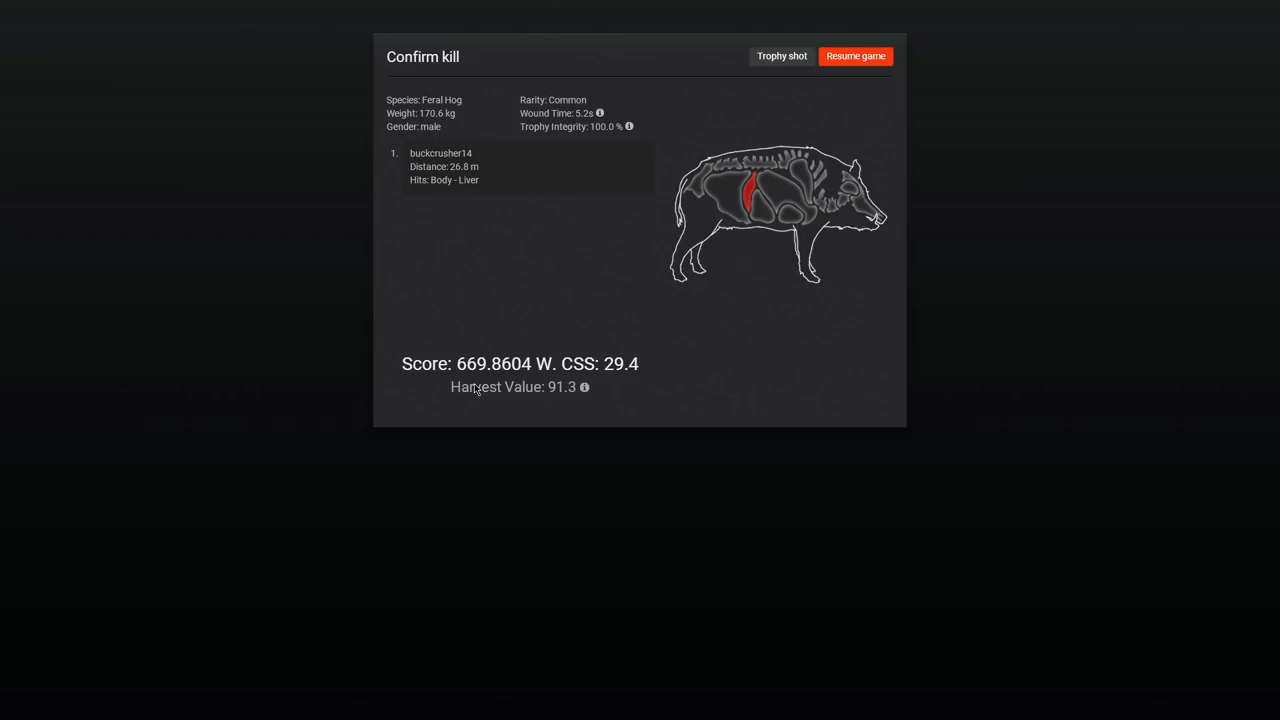 Confirm kill
Trophy shot
Resume game
Species: Feral Hog
Weight: 170.6 kg
Gender: male
Rarity: Common
Wound Time: 5.2s
Trophy Integrity: 100.0 %
1. buckcrusher14
Distance: 26.8 m
Hits: Body - Liver
Score: 669.8604 W. CSS: 29.4
Harvest Value: 91.3